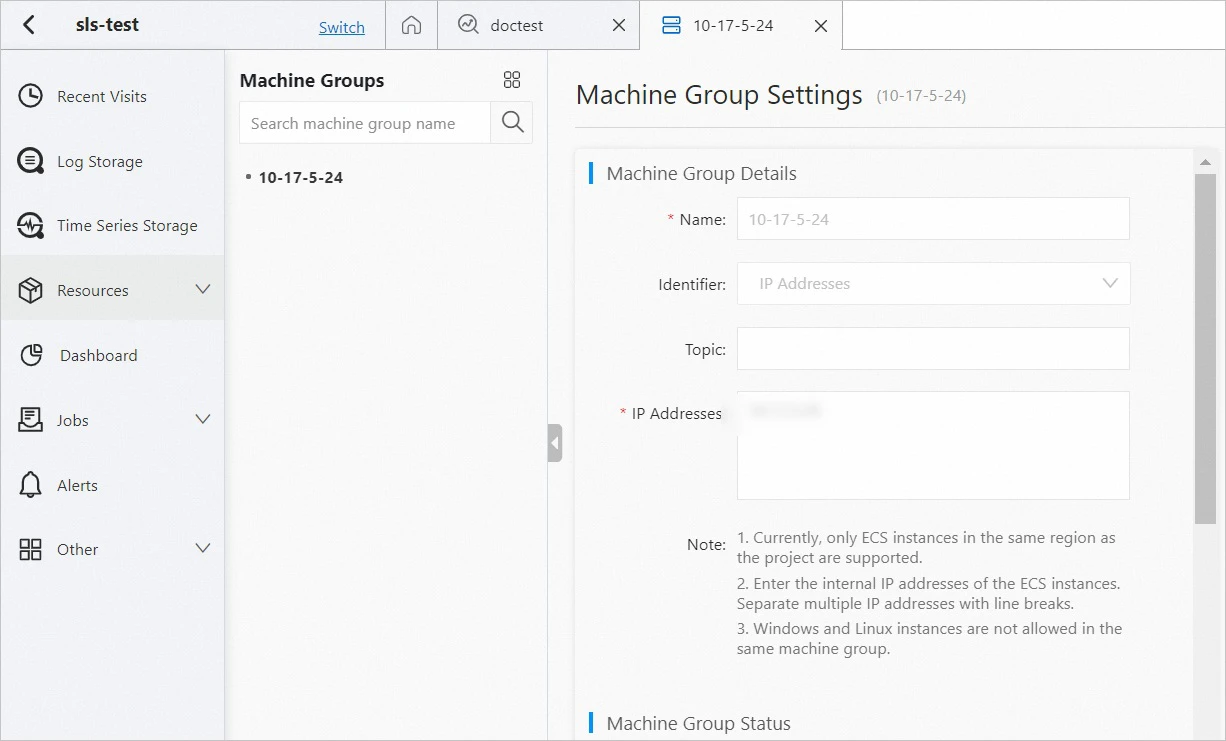 sls-test
Switch
doctest
10-17-5-24
Recent Visits
Log Storage
Time Series Storage
Resources
Dashboard
Jobs
Alerts
Other
Machine Groups
Search machine group name
10-17-5-24
Machine Group Settings (10-17-5-24)
Machine Group Details
* Name: 10-17-5-24
Identifier: IP Addresses
Topic:
* IP Addresses
Note: 1. Currently, only ECS instances in the same region as
the project are supported.
2. Enter the internal IP addresses of the ECS instances.
Separate multiple IP addresses with line breaks.
3. Windows and Linux instances are not allowed in the
same machine group.
Machine Group Status